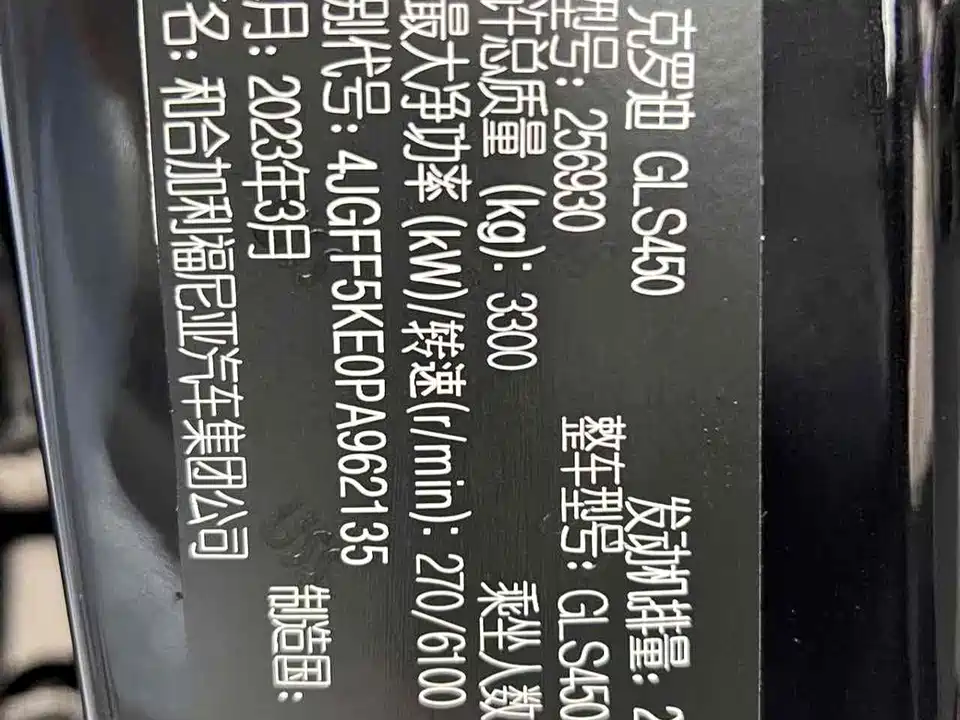 克罗迪 GLS450 发动机排量: 2
型号: 256930 整车型号: GLS450
许总质量 (kg): 3300 乘坐人数
最大净功率 (kW)/转速(r/min): 270/6100
别代号: 4JGFF5KE0PA962135
月: 2023年3月 制造国:
名: 和合加利福尼亚汽车集团公司